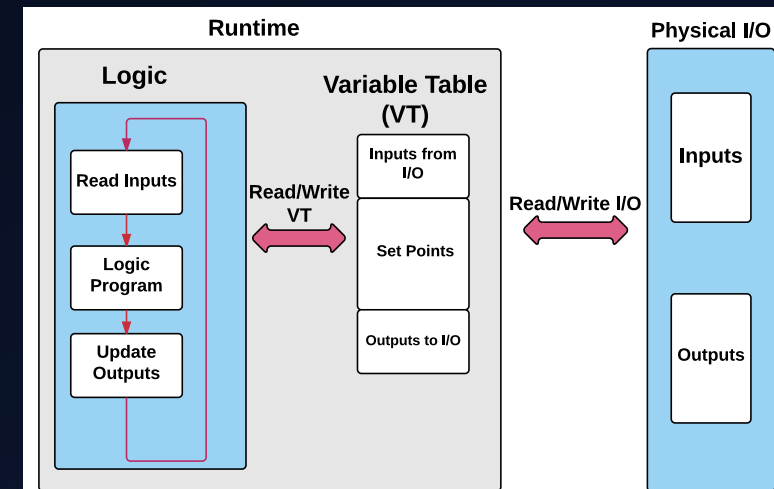 Runtime
Physical I/O
Logic
Variable Table
(VT)
Read Inputs
Logic
Program
Update
Outputs
Read/Write
VT
Inputs from
I/O
Set Points
Outputs to I/O
Read/Write I/O
Inputs
Outputs